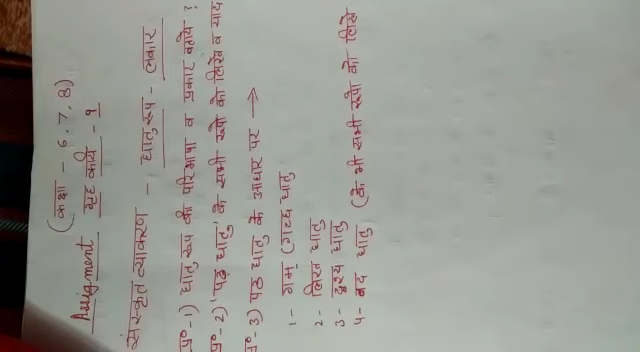 (कक्षा - 6, 7, 8)
Assignment गृह कार्य - १
संस्कृत व्याकरण - धातु रूप - लकार
प्र०-1) धातु रूप की परिभाषा व प्रकार बताये ?
प्र०-2) 'पठ् धातु' के सभी रूपों को लिखें व याद
प्र०-3) पठ धातु के आधार पर →
1- गम् (गच्छ धातु
2- लिख धातु
3- दृश्य धातु
4- वद धातु (के भी सभी रूपों को लिखें